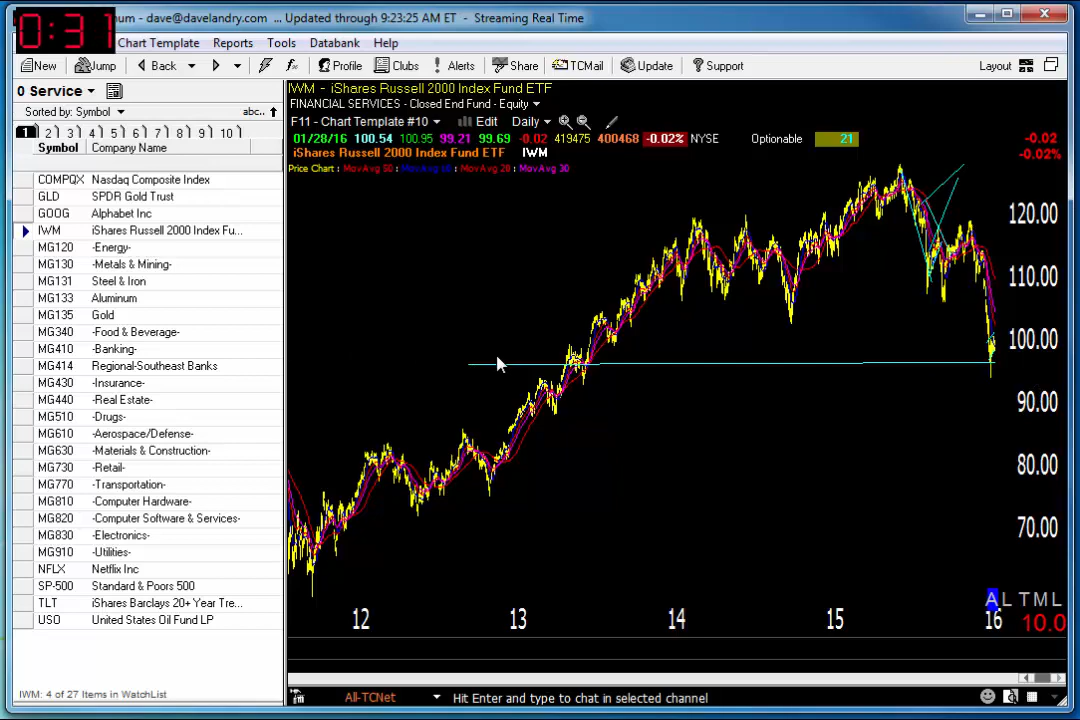 0:31
num - dave@davelandry.com ... Updated through 9:23:25 AM ET - Streaming Real Time
Chart Template Reports Tools Databank Help
New Jump Back Profile Clubs Alerts Share TCMail Update Support Layout
0 Service
Sorted by: Symbol abc..
1 2 3 4 5 6 7 8 9 10
Symbol Company Name
COMPQX Nasdaq Composite Index
GLD SPDR Gold Trust
GOOG Alphabet Inc
IWM iShares Russell 2000 Index Fu...
MG120 -Energy-
MG130 -Metals & Mining-
MG131 Steel & Iron
MG133 Aluminum
MG135 Gold
MG340 -Food & Beverage-
MG410 -Banking-
MG414 Regional-Southeast Banks
MG430 -Insurance-
MG440 -Real Estate-
MG510 -Drugs-
MG610 -Aerospace/Defense-
MG630 -Materials & Construction-
MG730 -Retail-
MG770 -Transportation-
MG810 -Computer Hardware-
MG820 -Computer Software & Services-
MG830 -Electronics-
MG910 -Utilities-
NFLX Netflix Inc
SP-500 Standard & Poors 500
TLT iShares Barclays 20+ Year Tre...
USO United States Oil Fund LP
IWM: 4 of 27 Items in WatchList
IWM - iShares Russell 2000 Index Fund ETF
FINANCIAL SERVICES - Closed End Fund - Equity
F11 - Chart Template #10 Edit Daily
01/28/16 100.54 100.95 99.21 99.69 -0.02 419475 400468 -0.02% NYSE Optionable 21 -0.02
iShares Russell 2000 Index Fund ETF IWM -0.02%
Price Chart : MovAvg 50 : MovAvg 10 : MovAvg 20 : MovAvg 30
120.00
110.00
100.00
90.00
80.00
70.00
A L T M L
12 13 14 15 16 10.0
All-TCNet Hit Enter and type to chat in selected channel